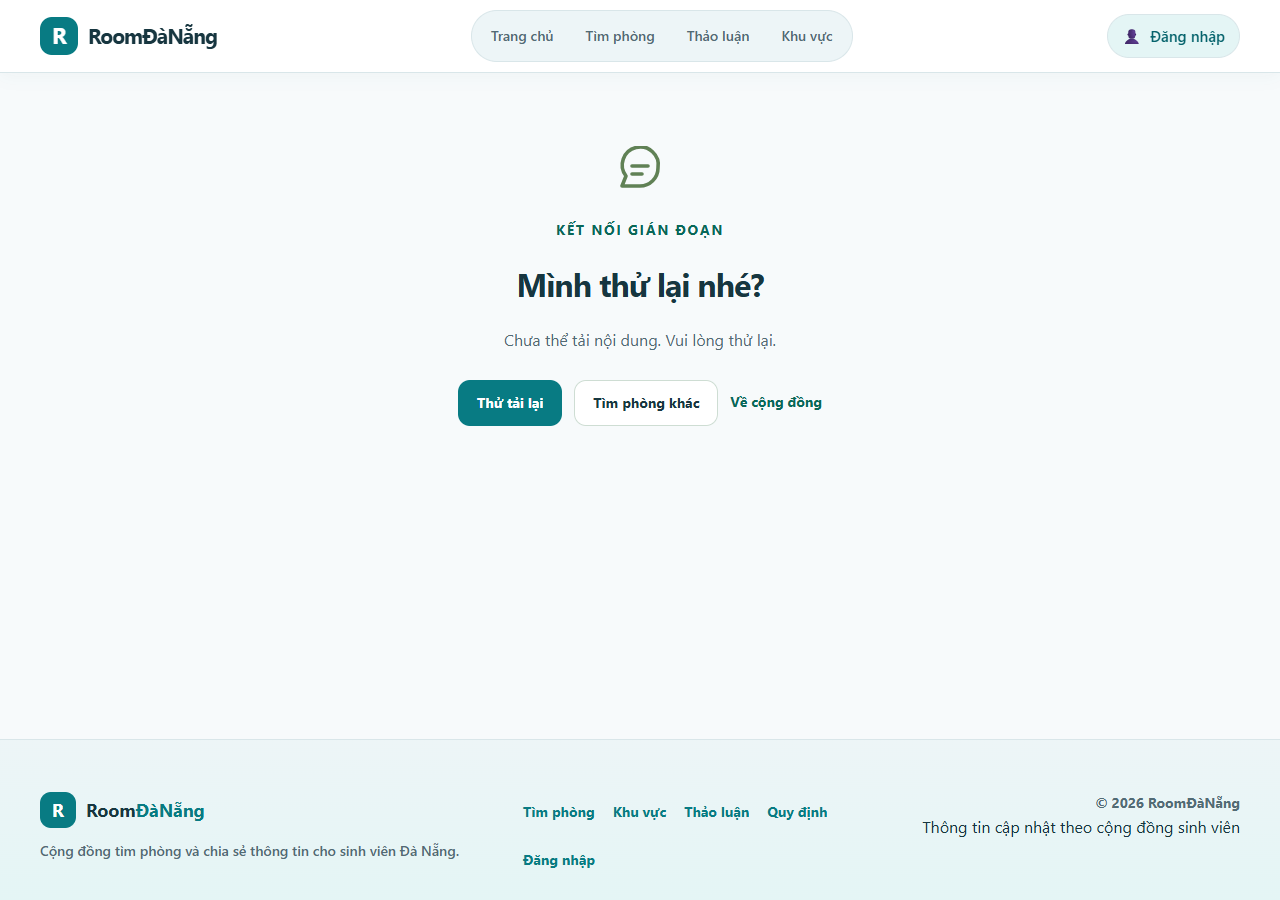 R RoomĐàNẵng
Trang chủ Tìm phòng Thảo luận Khu vực
Đăng nhập
KẾT NỐI GIÁN ĐOẠN
Mình thử lại nhé?
Chưa thể tải nội dung. Vui lòng thử lại.
Thử tải lại Tìm phòng khác Về cộng đồng
R RoomĐàNẵng
Cộng đồng tìm phòng và chia sẻ thông tin cho sinh viên Đà Nẵng.
Tìm phòng Khu vực Thảo luận Quy định
Đăng nhập
© 2026 RoomĐàNẵng
Thông tin cập nhật theo cộng đồng sinh viên